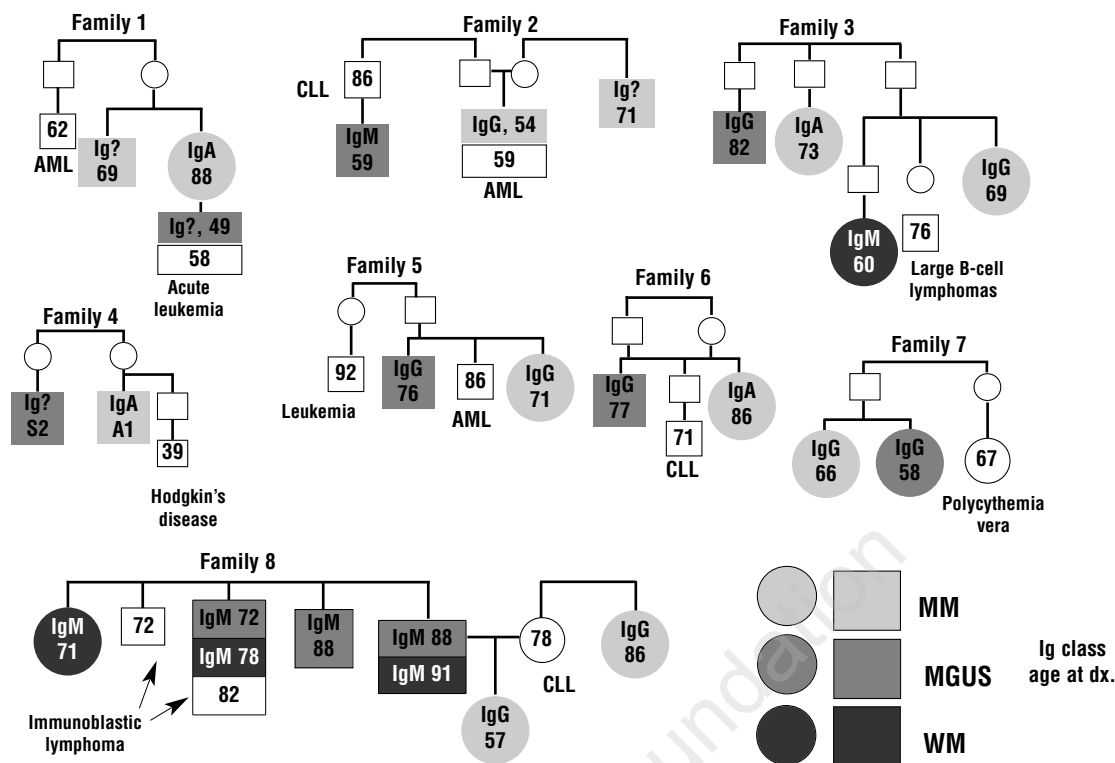 Family 1
62
AML
Ig?
69
IgA
88
Ig?, 49
58
Acute
leukemia
Family 2
CLL
86
IgM
59
IgG, 54
59
AML
Ig?
71
Family 3
IgG
82
IgA
73
IgM
60
76
Large B-cell
lymphomas
IgG
69
Family 4
Ig?
S2
IgA
A1
39
Hodgkin's
disease
Family 5
92
Leukemia
IgG
76
86
AML
IgG
71
Family 6
IgG
77
71
CLL
IgA
86
Family 7
IgG
66
IgG
58
67
Polycythemia
vera
Family 8
IgM
71
72
IgM 72
IgM 78
82
Immunoblastic
lymphoma
IgM
88
IgM 88
IgM 91
78
CLL
IgG
57
IgG
86
MM
MGUS
WM
Ig class
age at dx.